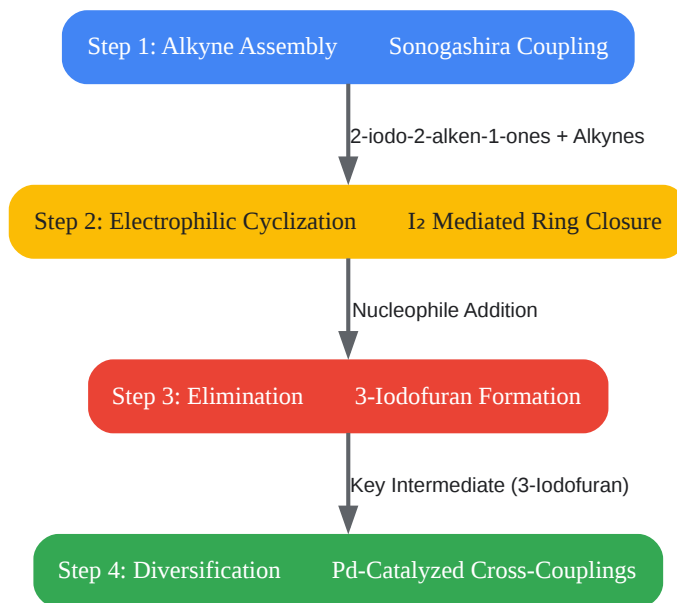 Step 1: Alkyne Assembly Sonogashira Coupling
2-iodo-2-alken-1-ones + Alkynes
Step 2: Electrophilic Cyclization I₂ Mediated Ring Closure
Nucleophile Addition
Step 3: Elimination 3-Iodofuran Formation
Key Intermediate (3-Iodofuran)
Step 4: Diversification Pd-Catalyzed Cross-Couplings